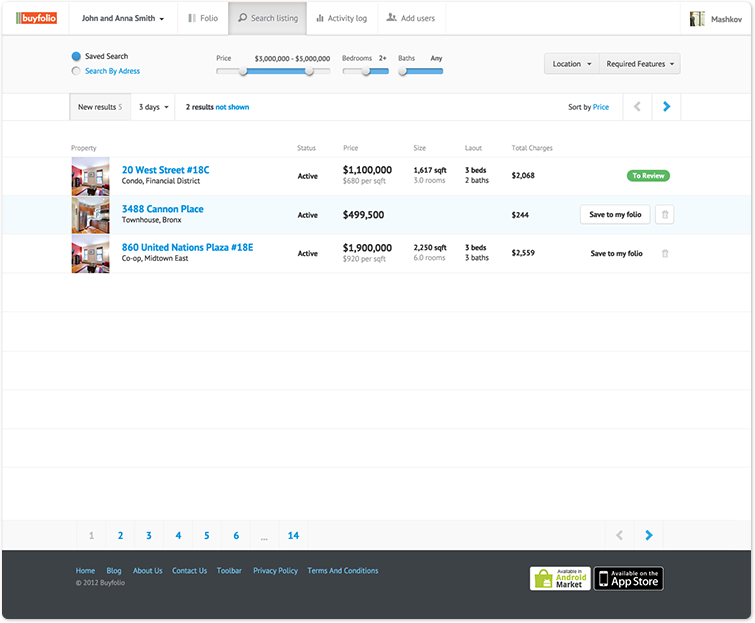 buyfolio John and Anna Smith Folio Search listing Activity log Add users Mashkov
Saved Search
Search By Adress
Price $3,000,000 - $5,000,000 Bedrooms 2+ Baths Any
Location Required Features
New results 5 3 days 2 results not shown Sort by Price
Property Status Price Size Laout Total Charges
20 West Street #18C
Condo, Financial District
Active
$1,100,000
$680 per sqft
1,617 sqft
3.0 rooms
3 beds
2 baths
$2,068
To Review
3488 Cannon Place
Townhouse, Bronx
Active
$499,500
$244
Save to my folio
860 United Nations Plaza #18E
Co-op, Midtown East
Active
$1,900,000
$920 per sqft
2,250 sqft
6.0 rooms
3 beds
3 baths
$2,559
Save to my folio
1 2 3 4 5 6 ... 14
Home Blog About Us Contact Us Toolbar Privacy Policy Terms And Conditions
© 2012 Buyfolio
Available in
Android
Market
Available on the
App Store